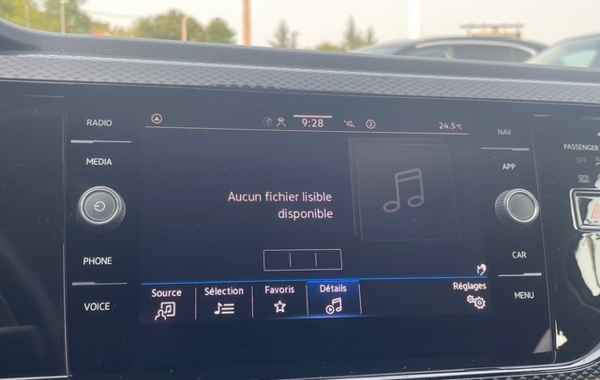 RADIO
MEDIA
PHONE
VOICE
9:28
2
24.5°C
Aucun fichier lisible
disponible
Source
Sélection
Favoris
Détails
Réglages
NAV
APP
CAR
MENU
PASSENGER